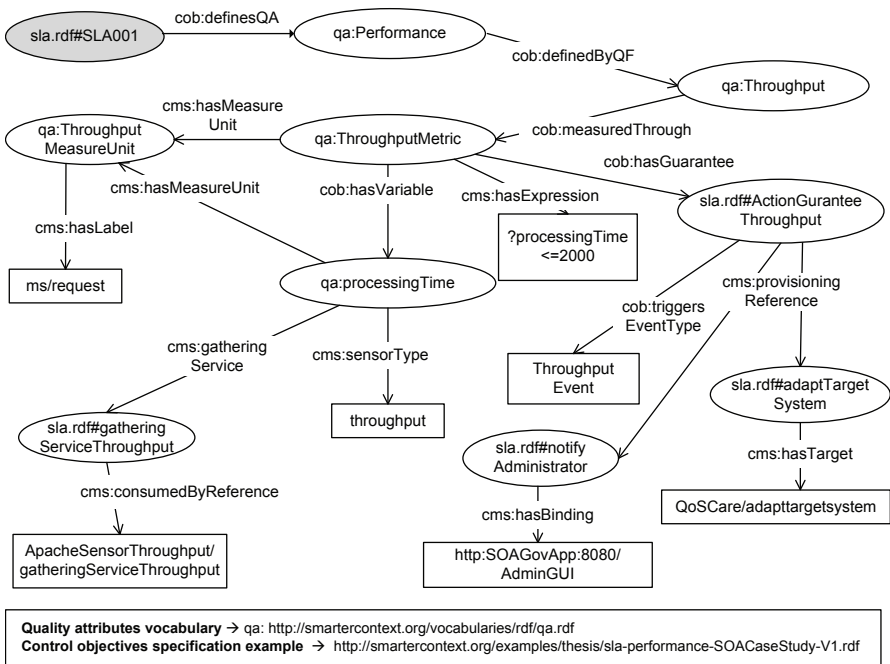 cob:definesQA
sla.rdf#SLA001
qa:Performance
cob:definedByQF
qa:Throughput
cms:hasMeasure
Unit
qa:Throughput
MeasureUnit
qa:ThroughputMetric
cob:measuredThrough
cob:hasGuarantee
cms:hasMeasureUnit
cob:hasVariable
cms:hasExpression
sla.rdf#ActionGurantee
Throughput
cms:hasLabel
?processingTime
<=2000
ms/request
qa:processingTime
cms:provisioning
Reference
cob:triggers
EventType
cms:gathering
Service
cms:sensorType
Throughput
Event
sla.rdf#adaptTarget
System
throughput
sla.rdf#gathering
ServiceThroughput
sla.rdf#notify
Administrator
cms:hasTarget
cms:consumedByReference
cms:hasBinding
QoSCare/adapttargetsystem
ApacheSensorThroughput/
gatheringServiceThroughput
http:SOAGovApp:8080/
AdminGUI
Quality attributes vocabulary → qa: http://smartercontext.org/vocabularies/rdf/qa.rdf
Control objectives specification example → http://smartercontext.org/examples/thesis/sla-performance-SOACaseStudy-V1.rdf